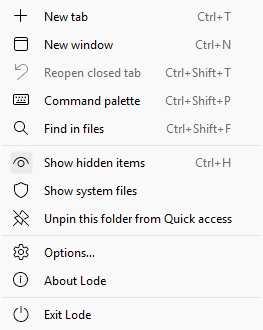 New tab Ctrl+T
New window Ctrl+N
Reopen closed tab Ctrl+Shift+T
Command palette Ctrl+Shift+P
Find in files Ctrl+Shift+F
Show hidden items Ctrl+H
Show system files
Unpin this folder from Quick access
Options...
About Lode
Exit Lode